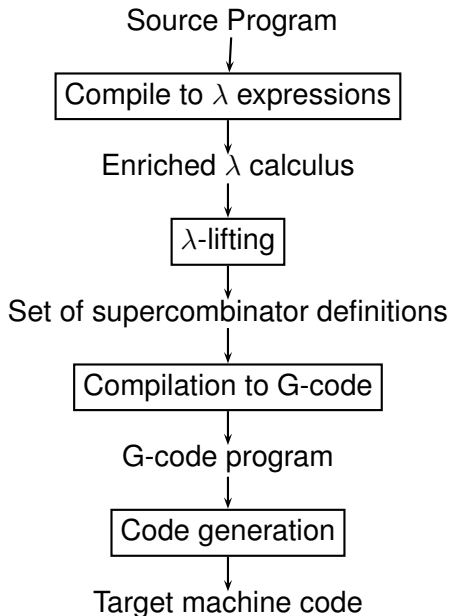 Source Program
Compile to λ expressions
Enriched λ calculus
λ-lifting
Set of supercombinator definitions
Compilation to G-code
G-code program
Code generation
Target machine code